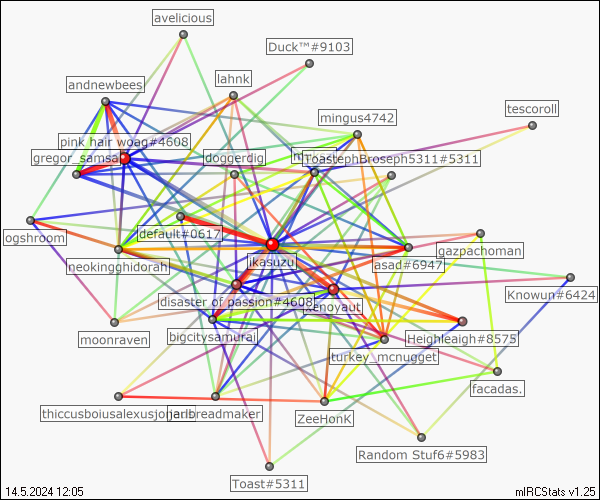 avelicious
Duck™#9103
lahnk
andnewbees
mingus4742
tescoroll
pink hair woag#4608
gregor_samsa
doggerdig
ToastephBroseph5311#5311
ogshroom
default#0617
gazpachoman
ikasuzu
asad#6947
neokingghidorah
disaster of passion#4608
xenoyaut
Knowun#6424
moonraven
bigcitysamurai
Heighleaigh#8575
turkey_mcnugget
facadas.
jarlbreadmaker
ZeeHonK
Random Stuf6#5983
Toast#5311
14.5.2024 12:05
mIRCStats v1.25